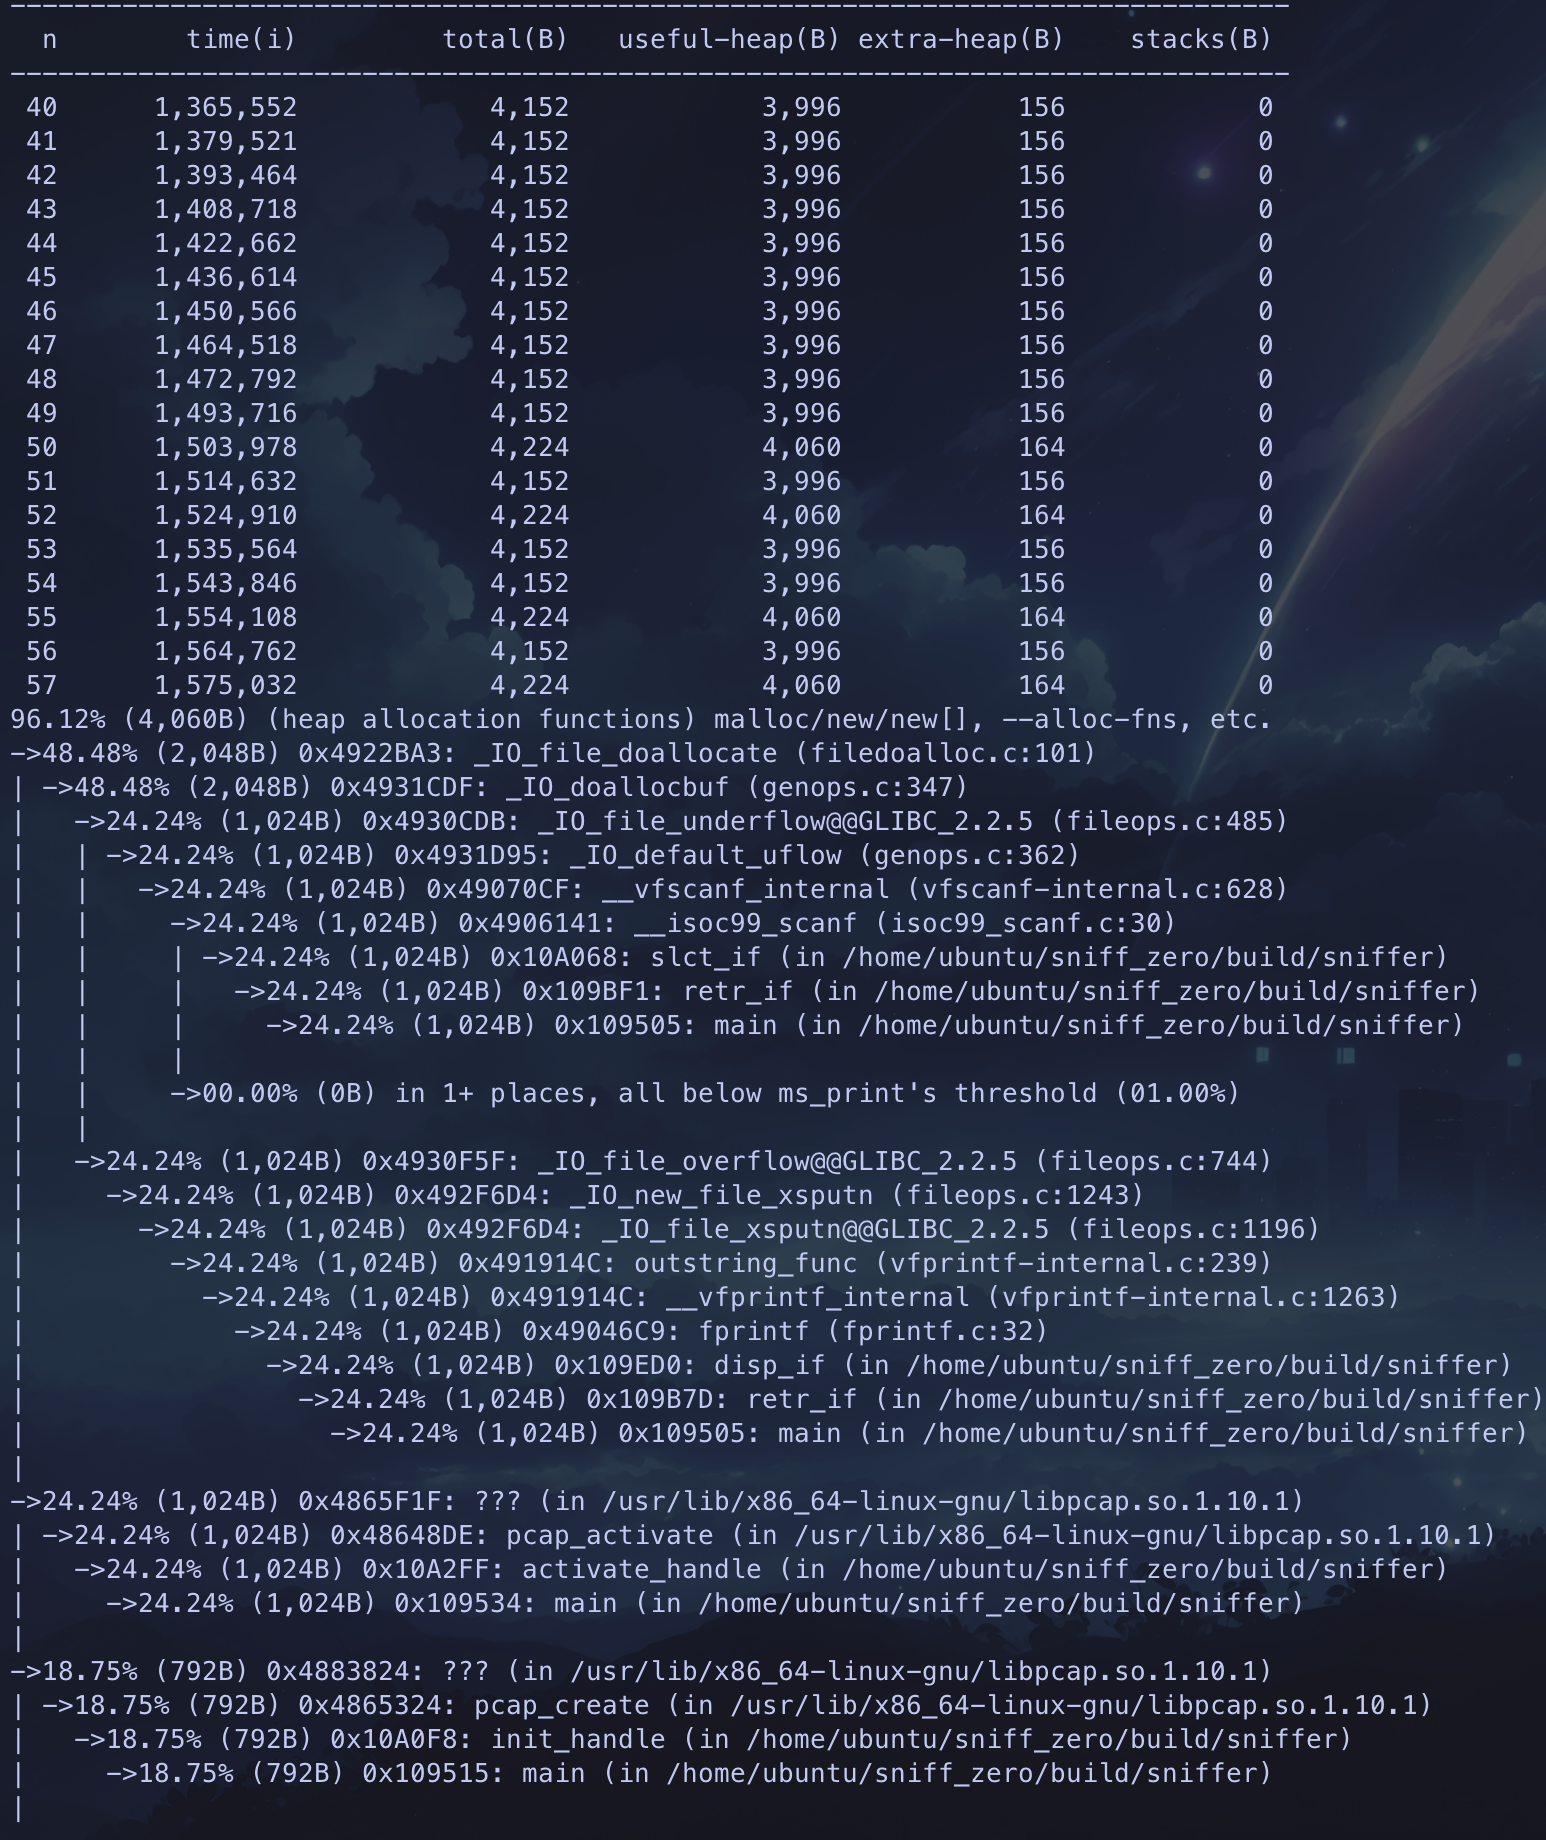 --------------------------------------------------------------------------------
  n        time(i)         total(B)   useful-heap(B) extra-heap(B)    stacks(B)
--------------------------------------------------------------------------------
 40      1,365,552            4,152            3,996           156            0
 41      1,379,521            4,152            3,996           156            0
 42      1,393,464            4,152            3,996           156            0
 43      1,408,718            4,152            3,996           156            0
 44      1,422,662            4,152            3,996           156            0
 45      1,436,614            4,152            3,996           156            0
 46      1,450,566            4,152            3,996           156            0
 47      1,464,518            4,152            3,996           156            0
 48      1,472,792            4,152            3,996           156            0
 49      1,493,716            4,152            3,996           156            0
 50      1,503,978            4,224            4,060           164            0
 51      1,514,632            4,152            3,996           156            0
 52      1,524,910            4,224            4,060           164            0
 53      1,535,564            4,152            3,996           156            0
 54      1,543,846            4,152            3,996           156            0
 55      1,554,108            4,224            4,060           164            0
 56      1,564,762            4,152            3,996           156            0
 57      1,575,032            4,224            4,060           164            0
96.12% (4,060B) (heap allocation functions) malloc/new/new[], --alloc-fns, etc.
->48.48% (2,048B) 0x4922BA3: _IO_file_doallocate (filedoalloc.c:101)
| ->48.48% (2,048B) 0x4931CDF: _IO_doallocbuf (genops.c:347)
|   ->24.24% (1,024B) 0x4930CDB: _IO_file_underflow@@GLIBC_2.2.5 (fileops.c:485)
|   | ->24.24% (1,024B) 0x4931D95: _IO_default_uflow (genops.c:362)
|   |   ->24.24% (1,024B) 0x49070CF: __vfscanf_internal (vfscanf-internal.c:628)
|   |     ->24.24% (1,024B) 0x4906141: __isoc99_scanf (isoc99_scanf.c:30)
|   |     | ->24.24% (1,024B) 0x10A068: slct_if (in /home/ubuntu/sniff_zero/build/sniffer)
|   |     |   ->24.24% (1,024B) 0x109BF1: retr_if (in /home/ubuntu/sniff_zero/build/sniffer)
|   |     |     ->24.24% (1,024B) 0x109505: main (in /home/ubuntu/sniff_zero/build/sniffer)
|   |     |
|   |     ->00.00% (0B) in 1+ places, all below ms_print's threshold (01.00%)
|   |
|   ->24.24% (1,024B) 0x4930F5F: _IO_file_overflow@@GLIBC_2.2.5 (fileops.c:744)
|     ->24.24% (1,024B) 0x492F6D4: _IO_new_file_xsputn (fileops.c:1243)
|       ->24.24% (1,024B) 0x492F6D4: _IO_file_xsputn@@GLIBC_2.2.5 (fileops.c:1196)
|         ->24.24% (1,024B) 0x491914C: outstring_func (vfprintf-internal.c:239)
|           ->24.24% (1,024B) 0x491914C: __vfprintf_internal (vfprintf-internal.c:1263)
|             ->24.24% (1,024B) 0x49046C9: fprintf (fprintf.c:32)
|               ->24.24% (1,024B) 0x109ED0: disp_if (in /home/ubuntu/sniff_zero/build/sniffer)
|                 ->24.24% (1,024B) 0x109B7D: retr_if (in /home/ubuntu/sniff_zero/build/sniffer)
|                   ->24.24% (1,024B) 0x109505: main (in /home/ubuntu/sniff_zero/build/sniffer)
|
->24.24% (1,024B) 0x4865F1F: ??? (in /usr/lib/x86_64-linux-gnu/libpcap.so.1.10.1)
| ->24.24% (1,024B) 0x48648DE: pcap_activate (in /usr/lib/x86_64-linux-gnu/libpcap.so.1.10.1)
|   ->24.24% (1,024B) 0x10A2FF: activate_handle (in /home/ubuntu/sniff_zero/build/sniffer)
|     ->24.24% (1,024B) 0x109534: main (in /home/ubuntu/sniff_zero/build/sniffer)
|
->18.75% (792B) 0x4883824: ??? (in /usr/lib/x86_64-linux-gnu/libpcap.so.1.10.1)
| ->18.75% (792B) 0x4865324: pcap_create (in /usr/lib/x86_64-linux-gnu/libpcap.so.1.10.1)
|   ->18.75% (792B) 0x10A0F8: init_handle (in /home/ubuntu/sniff_zero/build/sniffer)
|     ->18.75% (792B) 0x109515: main (in /home/ubuntu/sniff_zero/build/sniffer)
|